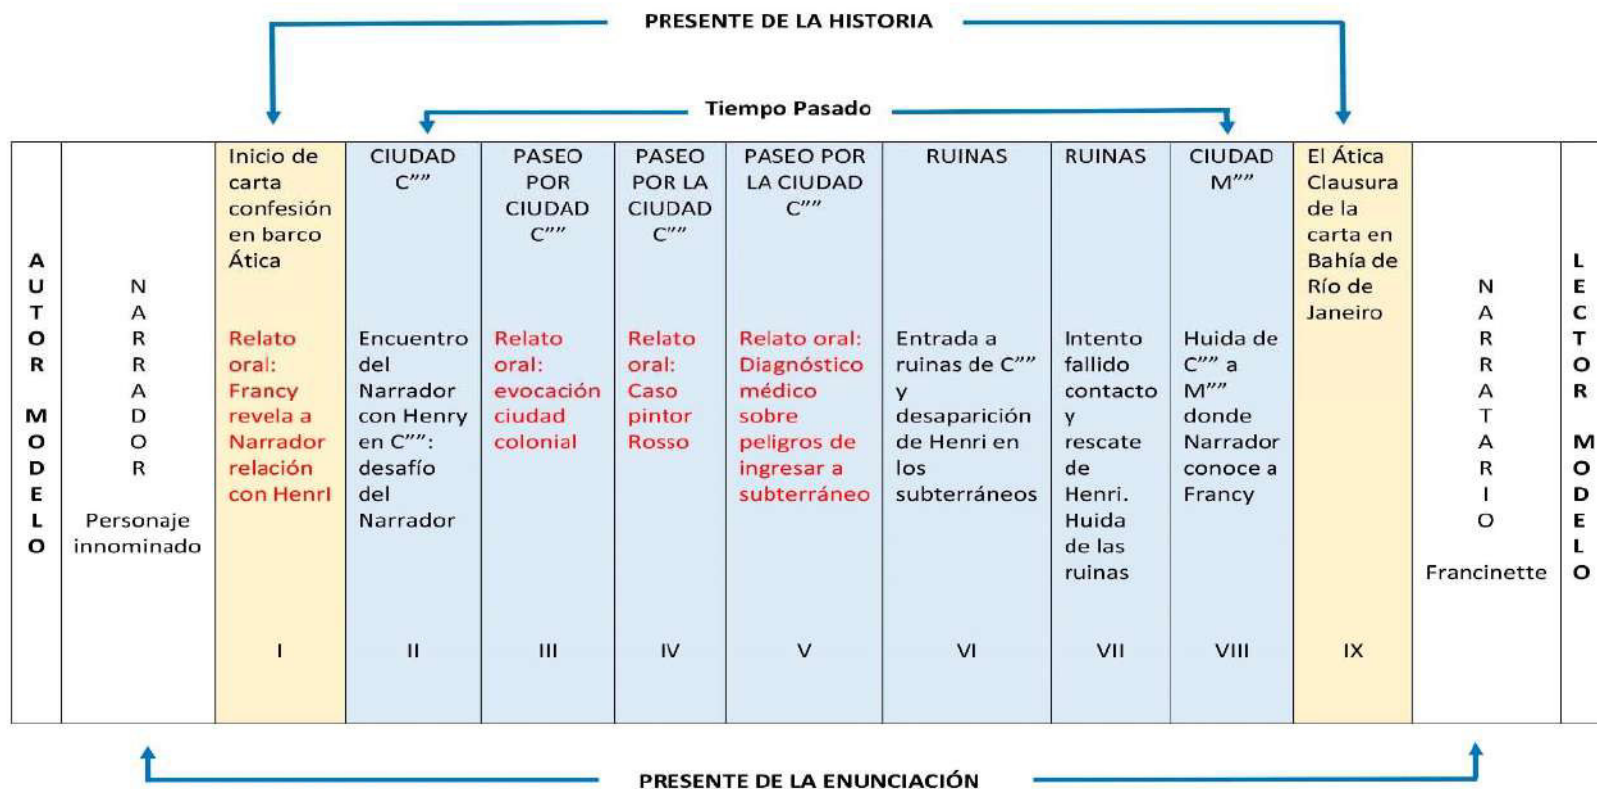 PRESENTE DE LA HISTORIA
Tiempo Pasado
AUTOR MODELO
NARRADOR
Personaje
innominado
Inicio de
carta
confesión
en barco
Ática
Relato
oral:
Francy
revela a
Narrador
relación
con HenrI
I
CIUDAD
C””
Encuentro
del
Narrador
con Henry
en C””:
desafío
del
Narrador
II
PASEO
POR
CIUDAD
C””
Relato
oral:
evocación
ciudad
colonial
III
PASEO
POR LA
CIUDAD
C””
Relato
oral:
Caso
pintor
Rosso
IV
PASEO POR
LA CIUDAD
C””
Relato oral:
Diagnóstico
médico
sobre
peligros de
ingresar a
subterráneo
V
RUINAS
Entrada a
ruinas de C””
y
desaparición
de Henri en
los
subterráneos
VI
RUINAS
Intento
fallido
contacto
y
rescate
de
Henri.
Huida
de las
ruinas
VII
CIUDAD
M””
Huida de
C”” a
M””
donde
Narrador
conoce a
Francy
VIII
El Ática
Clausura
de la
carta en
Bahía de
Río de
Janeiro
IX
NARRATARIO
Francinette
LECTOR MODELO
PRESENTE DE LA ENUNCIACIÓN